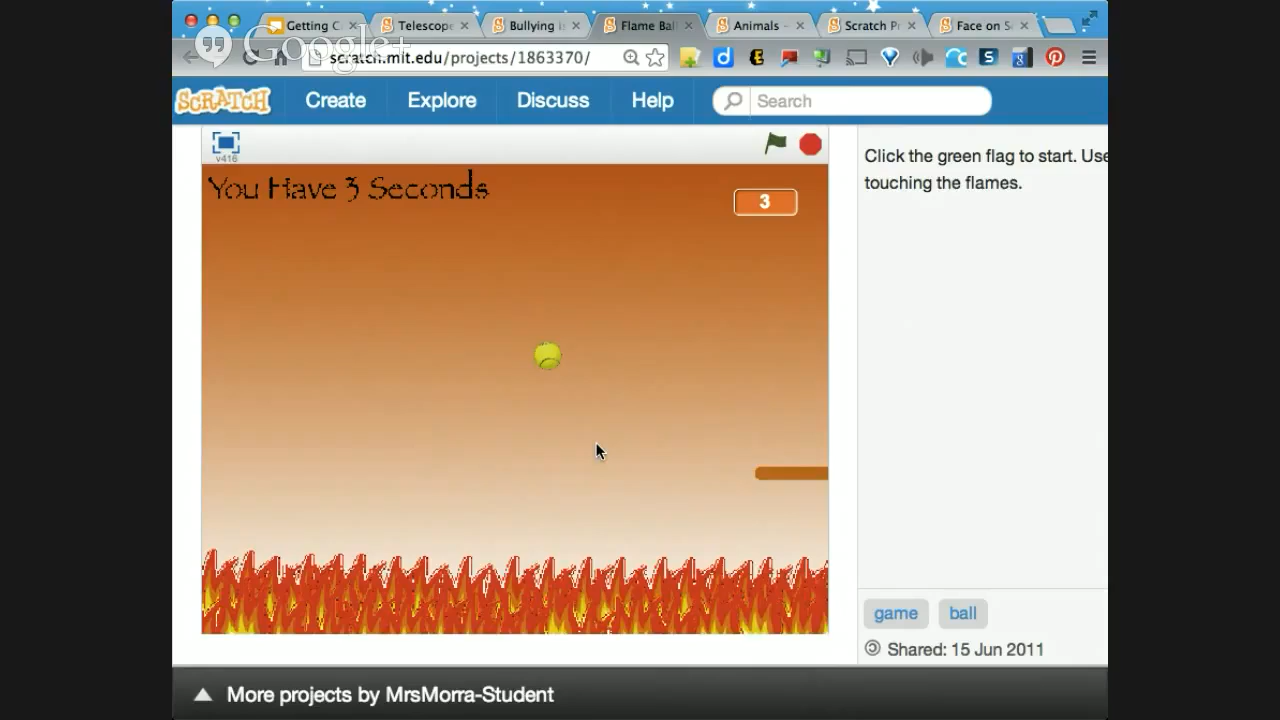 Getting C
Telescope
Bullying i
Flame Bal
Animals -
Scratch P
Face on S
Google+
scratch.mit.edu/projects/1863370/
SCRATCH
Create
Explore
Discuss
Help
Search
v416
You Have 3 Seconds
3
Click the green flag to start. Use
touching the flames.
game
ball
Shared: 15 Jun 2011
More projects by MrsMorra-Student